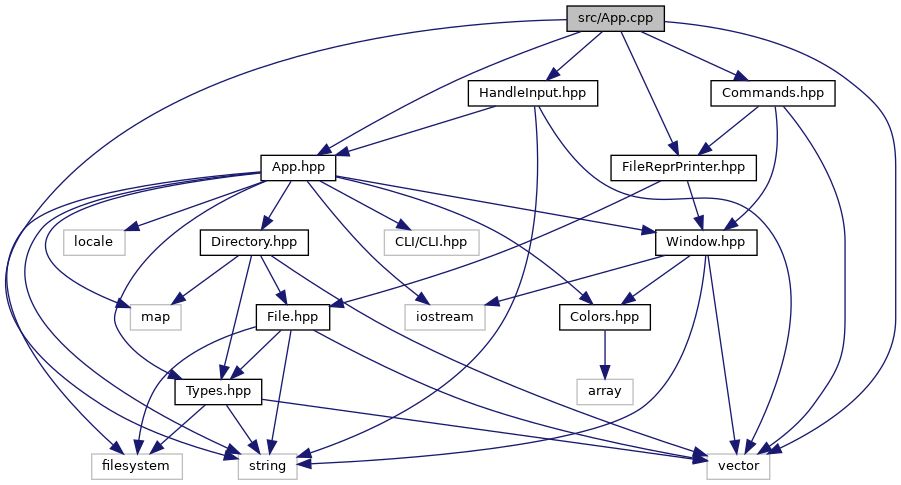 src/App.cpp
HandleInput.hpp
Commands.hpp
App.hpp
FileReprPrinter.hpp
locale
Directory.hpp
CLI/CLI.hpp
Window.hpp
map
File.hpp
iostream
Colors.hpp
Types.hpp
array
filesystem
string
vector